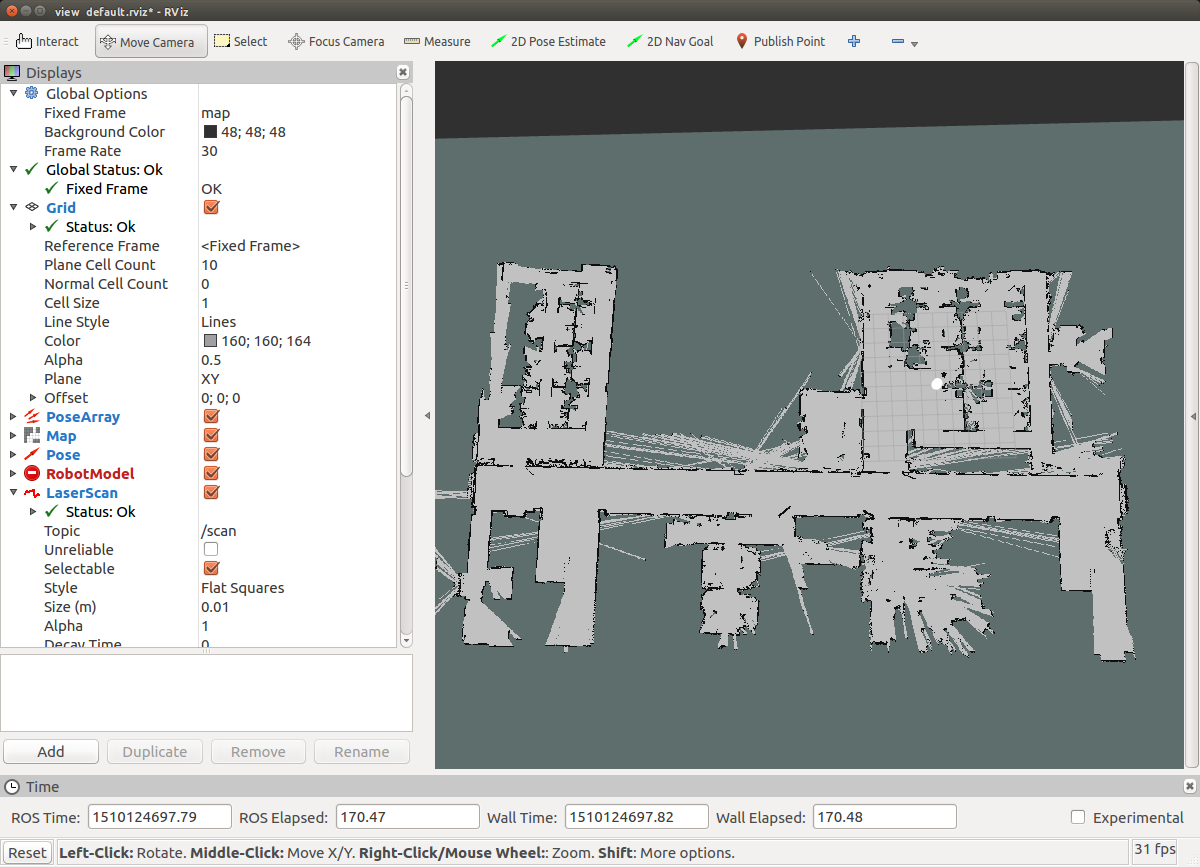 view default.rviz* - RViz
Interact Move Camera Select Focus Camera Measure 2D Pose Estimate 2D Nav Goal Publish Point
Displays
Global Options
Fixed Frame map
Background Color 48; 48; 48
Frame Rate 30
Global Status: Ok
Fixed Frame OK
Grid
Status: Ok
Reference Frame <Fixed Frame>
Plane Cell Count 10
Normal Cell Count 0
Cell Size 1
Line Style Lines
Color 160; 160; 164
Alpha 0.5
Plane XY
Offset 0; 0; 0
PoseArray
Map
Pose
RobotModel
LaserScan
Status: Ok
Topic /scan
Unreliable
Selectable
Style Flat Squares
Size (m) 0.01
Alpha 1
Decay Time 0
Add Duplicate Remove Rename
Time
ROS Time: 1510124697.79 ROS Elapsed: 170.47 Wall Time: 1510124697.82 Wall Elapsed: 170.48 Experimental
Reset Left-Click: Rotate. Middle-Click: Move X/Y. Right-Click/Mouse Wheel:: Zoom. Shift: More options. 31 fps